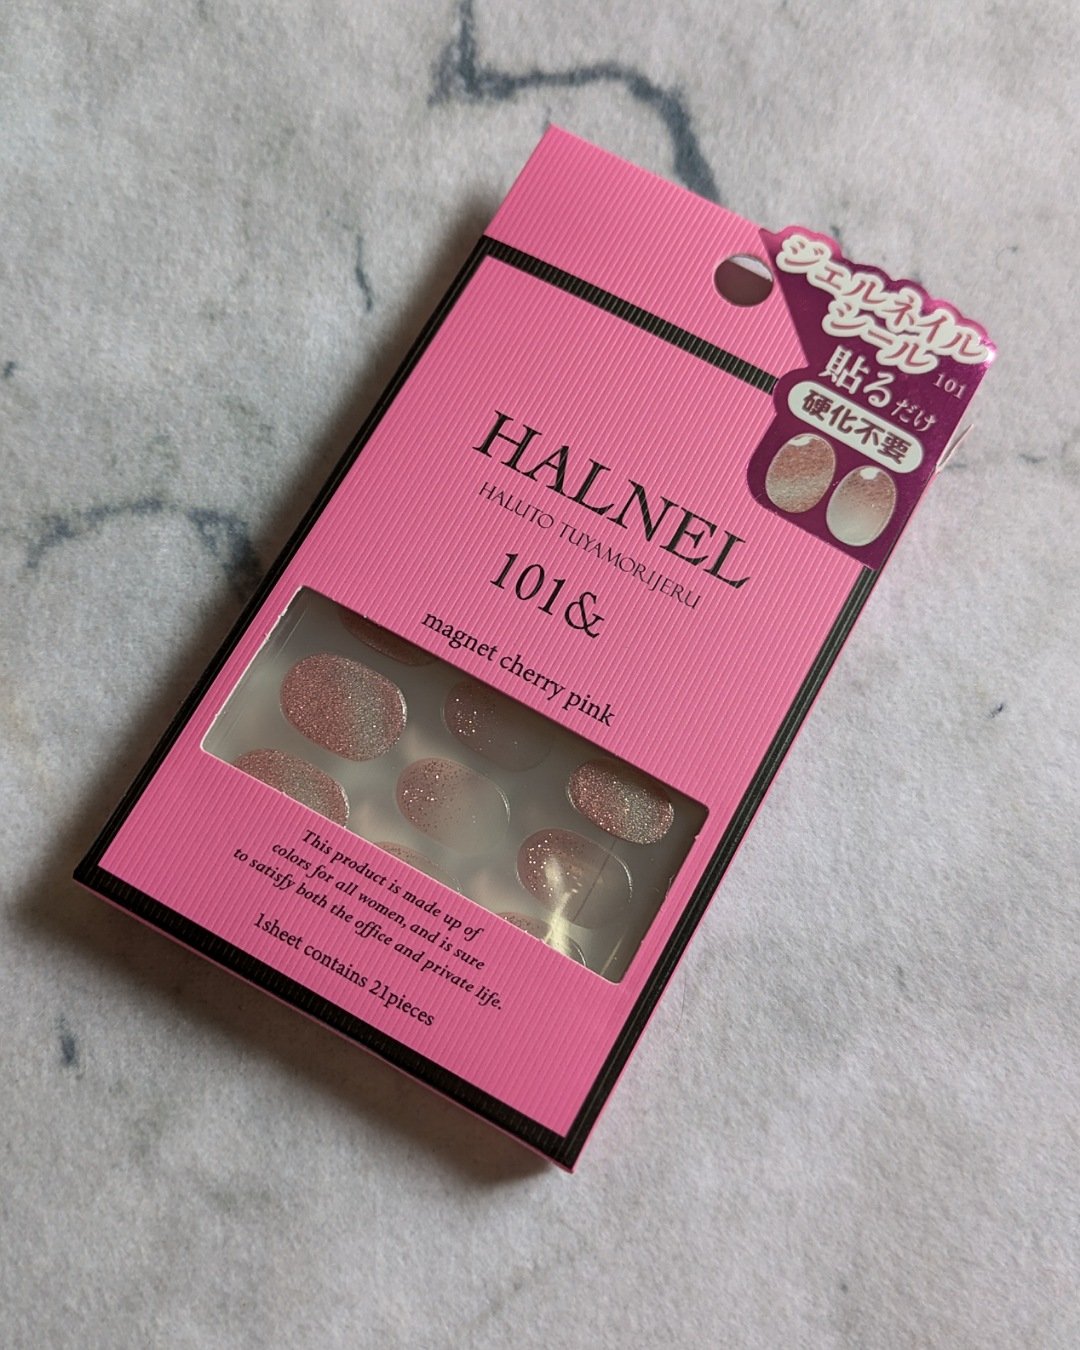 ジェルネイル
シール
101
貼るだけ
硬化不要
HALNEL
HALUTO TUYAMORIJERU
101&
magnet cherry pink
This product is made up of
colors for all women, and is sure
to satisfy both the office and private life.
1sheet contains 21pieces